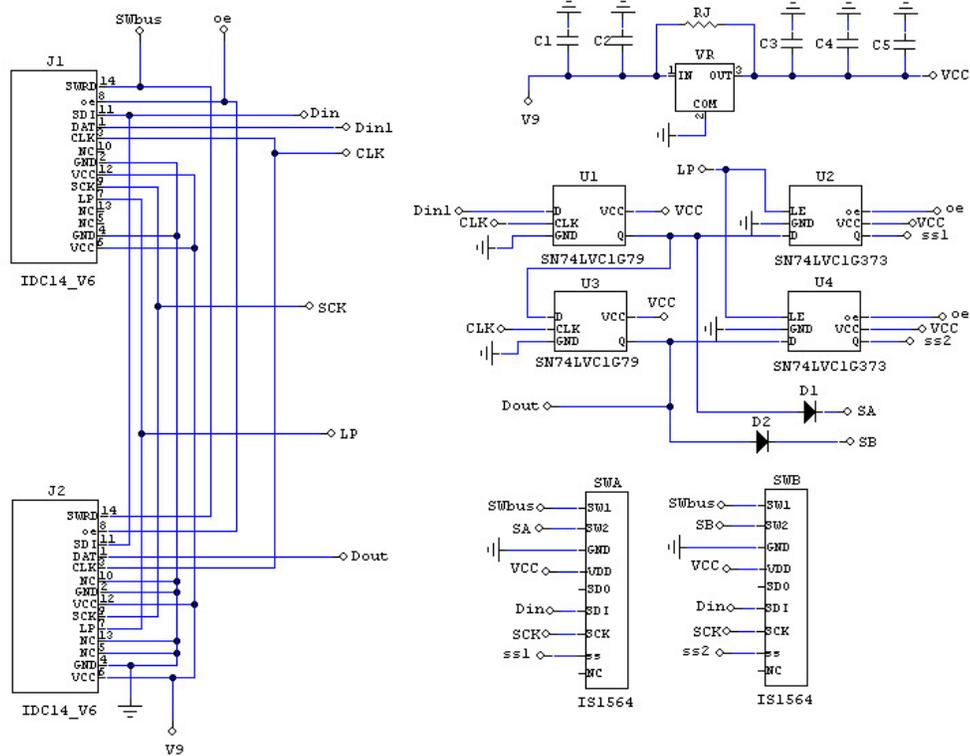 SWbus
oe
J1
SWRD 14
oe 8
SDI 11
DAT 1
CLK 3
NC 10
GND 2
VCC 12
SCK 9
LP 7
NC 13
NC 5
GND 4
VCC 6
IDC14_V6
Din
Din1
CLK
SCK
LP
J2
SWRD 14
oe 8
SDI 11
DAT 1
CLK 3
NC 10
GND 2
VCC 12
SCK 9
LP 7
NC 13
NC 5
GND 4
VCC 6
IDC14_V6
Dout
V9
C1
C2
RJ
C3
C4
C5
VR
1 IN OUT 3
COM
2
V9
VCC
LP
U1
Din1
D VCC
VCC
CLK
CLK
GND Q
SN74LVC1G79
U2
LE oe
oe
GND VCC
VCC
D Q
ss1
SN74LVC1G373
U3
VCC
D VCC
CLK
CLK
GND Q
SN74LVC1G79
U4
LE oe
oe
GND VCC
VCC
D Q
ss2
SN74LVC1G373
Dout
D1
SA
D2
SB
SWA
SWbus SW1
SA SW2
GND
VCC VDD
SDO
Din SDI
SCK SCK
ss1 ss
NC
IS1564
SWB
SWbus SW1
SB SW2
GND
VCC VDD
SDO
Din SDI
SCK SCK
ss2 ss
NC
IS1564